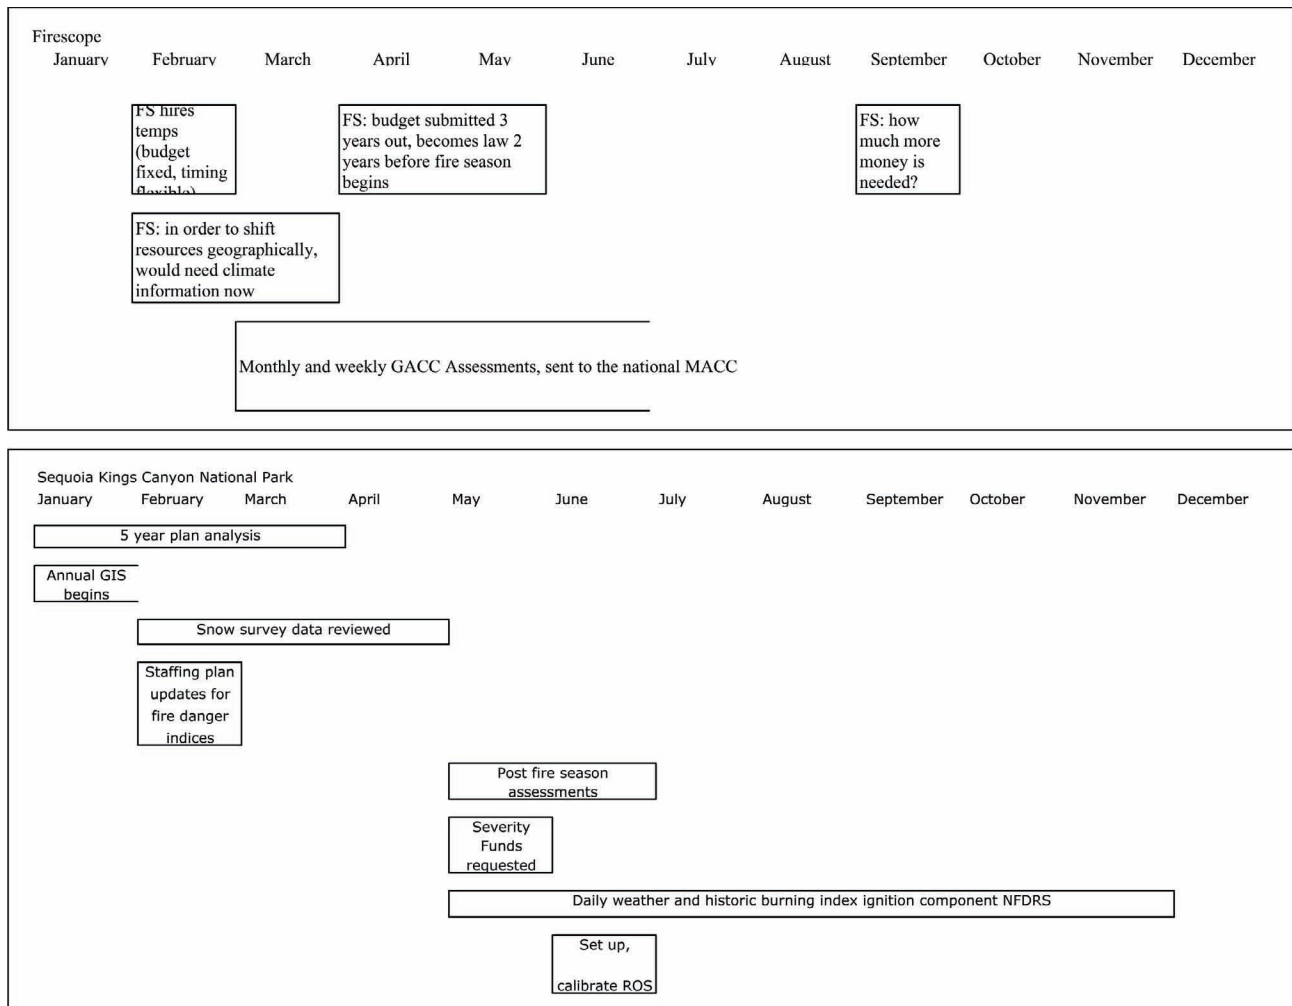 Firescope
January February March April May June July August September October November December
FS hires
temps
(budget
fixed, timing
flexible)
FS: budget submitted 3
years out, becomes law 2
years before fire season
begins
FS: how
much more
money is
needed?
FS: in order to shift
resources geographically,
would need climate
information now
Monthly and weekly GACC Assessments, sent to the national MACC
Sequoia Kings Canyon National Park
January February March April May June July August September October November December
5 year plan analysis
Annual GIS
begins
Snow survey data reviewed
Staffing plan
updates for
fire danger
indices
Post fire season
assessments
Severity
Funds
requested
Daily weather and historic burning index ignition component NFDRS
Set up,
calibrate ROS